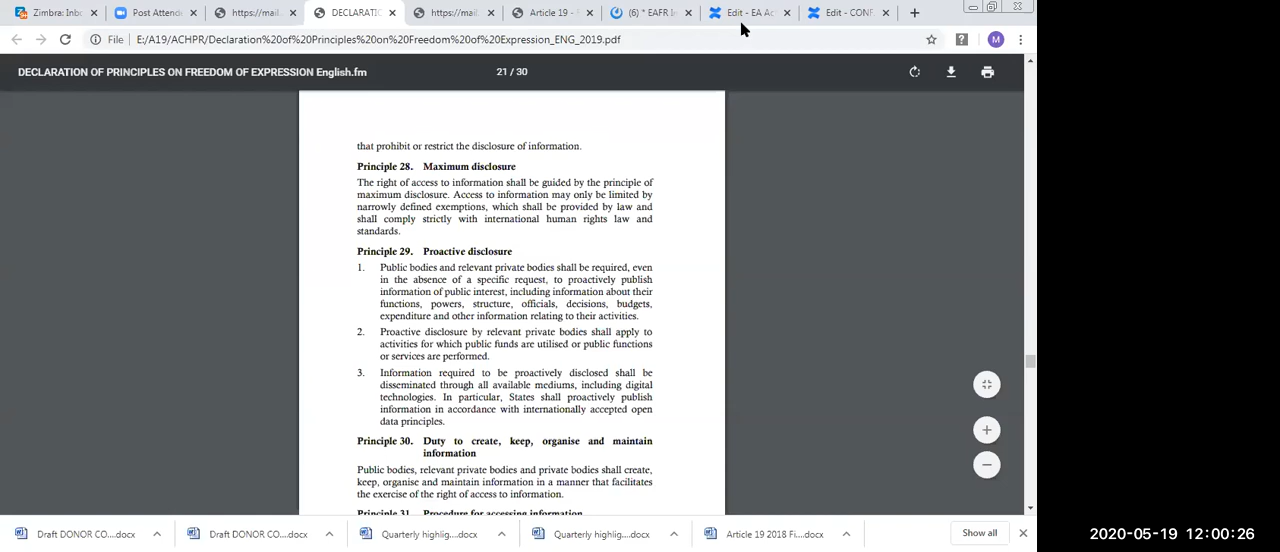 Zimbra: Inbo
Post Attend
https://mail.
DECLARATI
https://mail
Article 19 -
(6) * EAFR In
Edit - EA Ac
Edit - CONF
File
E:/A19/ACHPR/Declaration%20of%20Principles%20on%20Freedom%20of%20Expression_ENG_2019.pdf
M
DECLARATION OF PRINCIPLES ON FREEDOM OF EXPRESSION English.fm
21 / 30
that prohibit or restrict the disclosure of information.
Principle 28. Maximum disclosure
The right of access to information shall be guided by the principle of
maximum disclosure. Access to information may only be limited by
narrowly defined exemptions, which shall be provided by law and
shall comply strictly with international human rights law and
standards.
Principle 29. Proactive disclosure
1. Public bodies and relevant private bodies shall be required, even
in the absence of a specific request, to proactively publish
information of public interest, including information about their
functions, powers, structure, officials, decisions, budgets,
expenditure and other information relating to their activities.
2. Proactive disclosure by relevant private bodies shall apply to
activities for which public funds are utilised or public functions
or services are performed.
3. Information required to be proactively disclosed shall be
disseminated through all available mediums, including digital
technologies. In particular, States shall proactively publish
information in accordance with internationally accepted open
data principles.
Principle 30. Duty to create, keep, organise and maintain
information
Public bodies, relevant private bodies and private bodies shall create,
keep, organise and maintain information in a manner that facilitates
the exercise of the right of access to information.
Principle 31. Procedure for accessing information
Draft DONOR CO....docx
Draft DONOR CO....docx
Quarterly highlig....docx
Quarterly highlig....docx
Article 19 2018 Fi....docx
Show all
2020-05-19 12:00:26